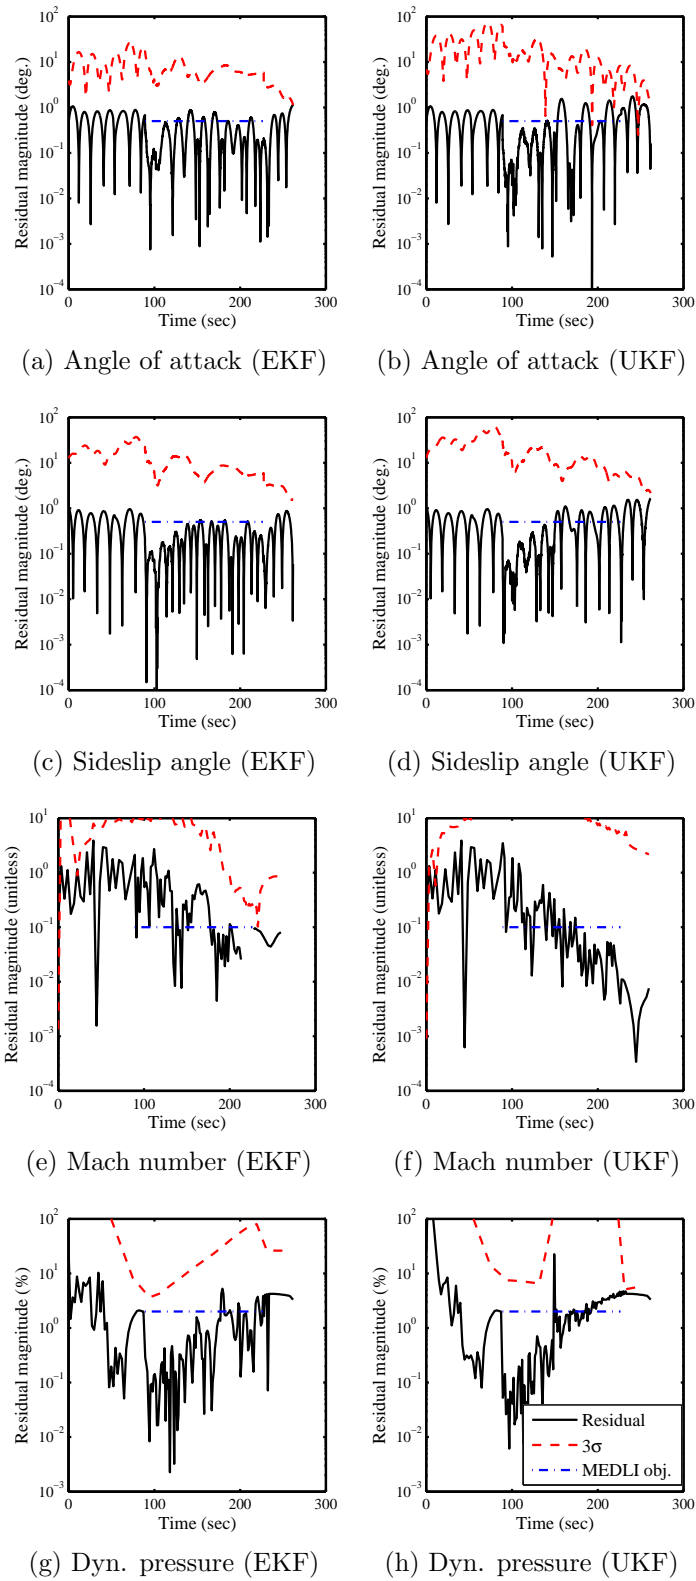 10^2
10^1
10^0
10^-1
10^-2
10^-3
10^-4
Residual magnitude (deg.)
0 100 200 300
Time (sec)
(a) Angle of attack (EKF)
10^2
10^1
10^0
10^-1
10^-2
10^-3
10^-4
Residual magnitude (deg.)
0 100 200 300
Time (sec)
(b) Angle of attack (UKF)
10^2
10^1
10^0
10^-1
10^-2
10^-3
10^-4
Residual magnitude (deg.)
0 100 200 300
Time (sec)
(c) Sideslip angle (EKF)
10^2
10^1
10^0
10^-1
10^-2
10^-3
10^-4
Residual magnitude (deg.)
0 100 200 300
Time (sec)
(d) Sideslip angle (UKF)
10^1
10^0
10^-1
10^-2
10^-3
10^-4
Residual magnitude (unitless)
0 100 200 300
Time (sec)
(e) Mach number (EKF)
10^1
10^0
10^-1
10^-2
10^-3
10^-4
Residual magnitude (unitless)
0 100 200 300
Time (sec)
(f) Mach number (UKF)
10^2
10^1
10^0
10^-1
10^-2
10^-3
Residual magnitude (%)
0 100 200 300
Time (sec)
(g) Dyn. pressure (EKF)
10^2
10^1
10^0
10^-1
10^-2
10^-3
Residual magnitude (%)
Residual
3σ
MEDLI obj.
0 100 200 300
Time (sec)
(h) Dyn. pressure (UKF)